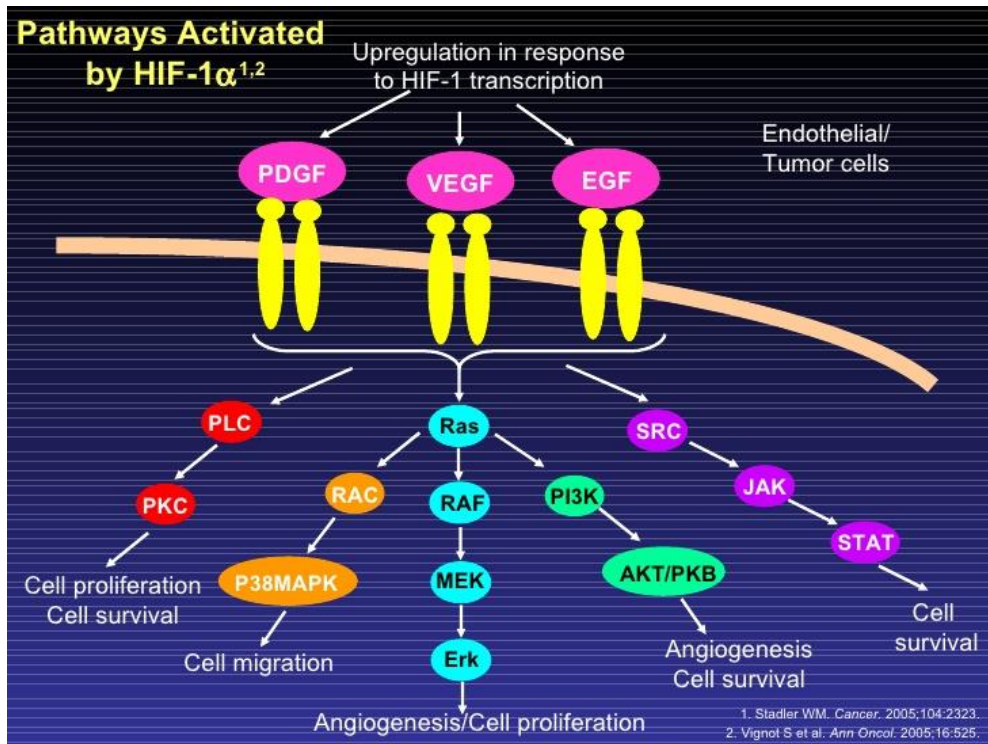 Pathways Activated
by HIF-1α1,2
Upregulation in response
to HIF-1 transcription
Endothelial/
Tumor cells
PDGF
VEGF
EGF
PLC
Ras
SRC
PKC
RAC
RAF
PI3K
JAK
STAT
Cell proliferation
Cell survival
P38MAPK
MEK
AKT/PKB
Cell
survival
Cell migration
Erk
Angiogenesis
Cell survival
Angiogenesis/Cell proliferation
1. Stadler WM. Cancer. 2005;104:2323.
2. Vignot S et al. Ann Oncol. 2005;16:525.